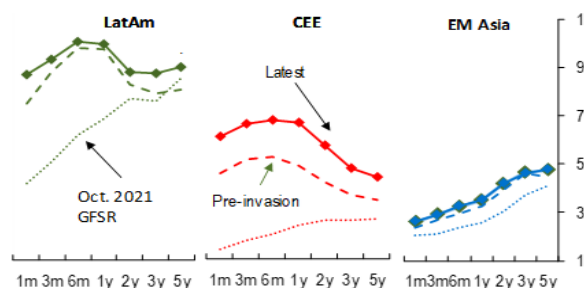 LatAm
CEE
EM Asia
Latest
Oct. 2021
GFSR
Pre-invasion
9
7
5
3
1
1m 3m 6m 1y 2y 3y 5y
1m 3m 6m 1y 2y 3y 5y
1m3m6m 1y 2y 3y 5y